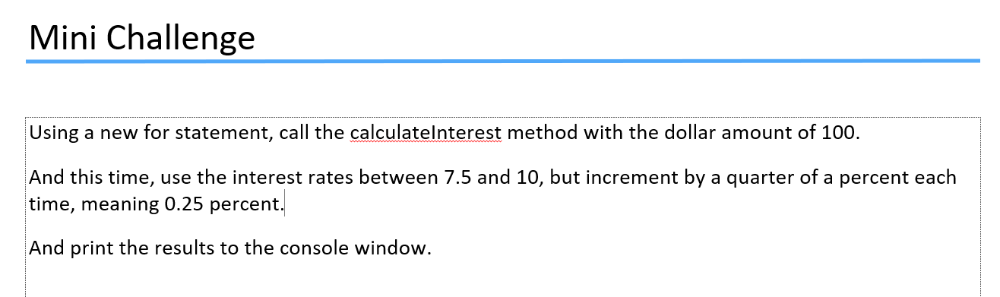 Mini Challenge
Using a new for statement, call the calculateInterest method with the dollar amount of 100.
And this time, use the interest rates between 7.5 and 10, but increment by a quarter of a percent each
time, meaning 0.25 percent.
And print the results to the console window.